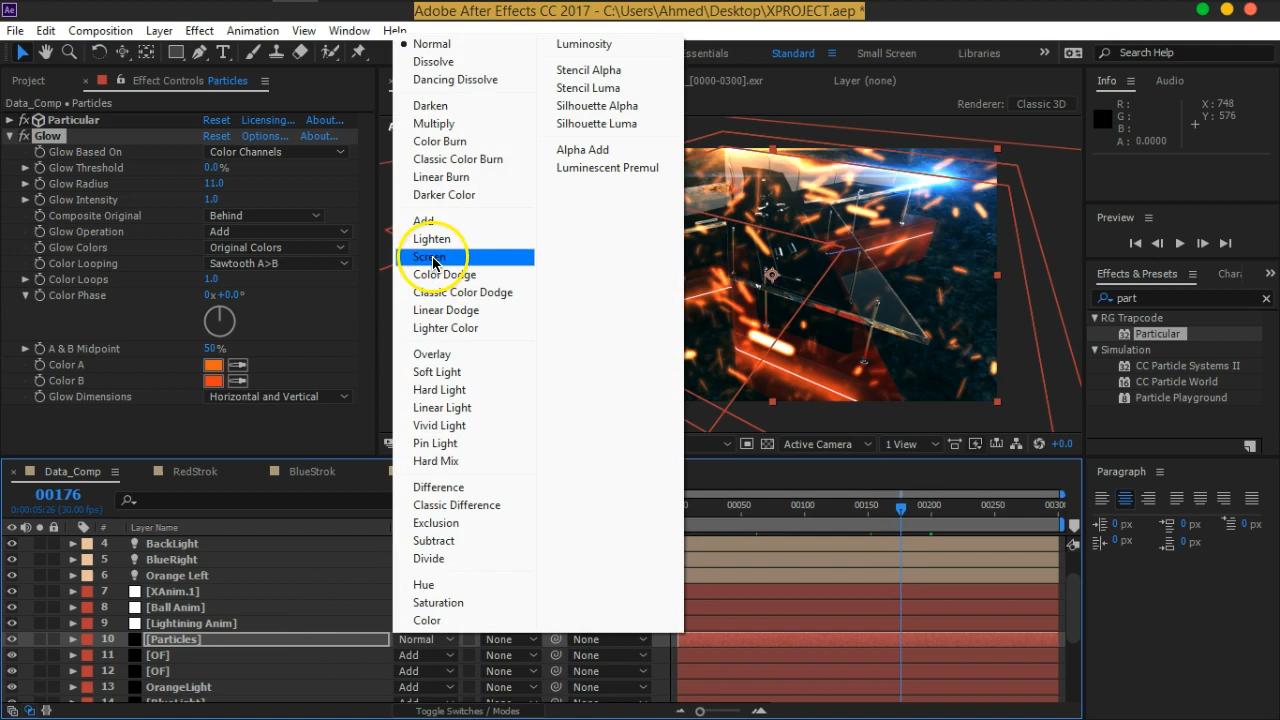 Ae
Adobe After Effects CC 2017 - C:\Users\Ahmed\Desktop\XPROJECT.aep *
File Edit Composition Layer Effect Animation View Window Help
Essentials Standard Small Screen Libraries Search Help
Project Effect Controls Particles
Data_Comp • Particles
fx Particular Reset Licensing... About...
fx Glow Reset Options... About...
Glow Based On Color Channels
Glow Threshold 0.0%
Glow Radius 11.0
Glow Intensity 1.0
Composite Original Behind
Glow Operation Add
Glow Colors Original Colors
Color Looping Sawtooth A>B
Color Loops 1.0
Color Phase 0x+0.0°
A & B Midpoint 50%
Color A
Color B
Glow Dimensions Horizontal and Vertical
Normal
Dissolve
Dancing Dissolve
Darken
Multiply
Color Burn
Classic Color Burn
Linear Burn
Darker Color
Add
Lighten
Screen
Color Dodge
Classic Color Dodge
Linear Dodge
Lighter Color
Overlay
Soft Light
Hard Light
Linear Light
Vivid Light
Pin Light
Hard Mix
Difference
Classic Difference
Exclusion
Subtract
Divide
Hue
Saturation
Color
Luminosity
Stencil Alpha
Stencil Luma
Silhouette Alpha
Silhouette Luma
Alpha Add
Luminescent Premul
_[0000-0300].exr Layer (none)
Renderer: Classic 3D
Active Camera 1 View +0.0
Info Audio
R: X: 748
G: Y: 576
B:
A: 0.0000
Preview
Effects & Presets Chara
part
RG Trapcode
Particular
Simulation
CC Particle Systems II
CC Particle World
Particle Playground
Paragraph
0 px 0 px 0 px
0 px 0 px
Data_Comp RedStrok BlueStrok
00176
0:00:05:26 (30.00 fps)
# Layer Name
00050 00100 00150 00200 00250 0030
4 BackLight
5 BlueRight
6 Orange Left
7 [XAnim.1]
8 [Ball Anim]
9 [Lightining Anim]
10 [Particles] Normal None None
11 [OF] Add None None
12 [OF] Add None None
13 OrangeLight Add None None
Toggle Switches / Modes